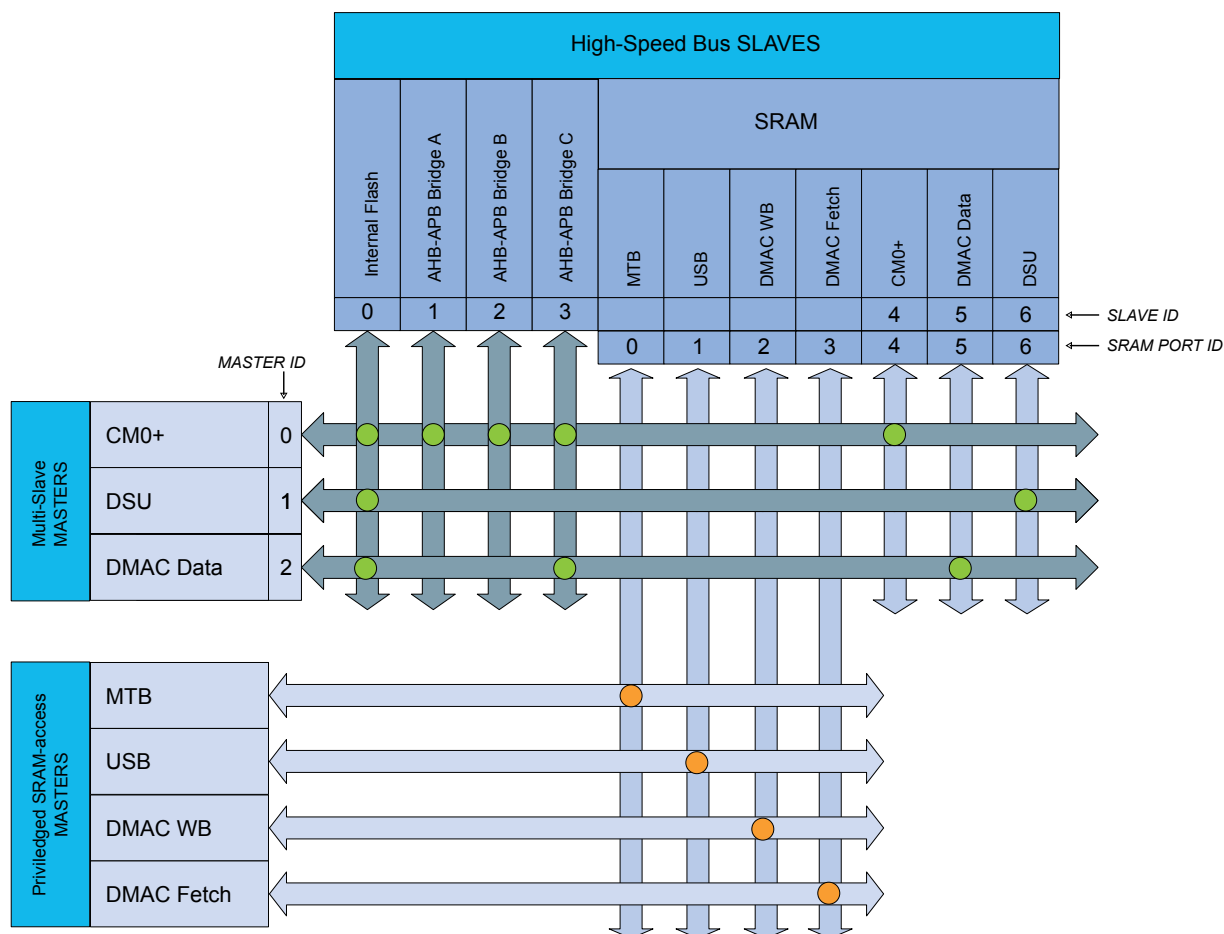 High-Speed Bus SLAVES
SRAM
Internal Flash
AHB-APB Bridge A
AHB-APB Bridge B
AHB-APB Bridge C
MTB
USB
DMAC WB
DMAC Fetch
CM0+
DMAC Data
DSU
0 1 2 3 4 5 6 SLAVE ID
0 1 2 3 4 5 6 SRAM PORT ID
MASTER ID
Multi-Slave
MASTERS
CM0+ 0
DSU 1
DMAC Data 2
Priviledged SRAM-access
MASTERS
MTB
USB
DMAC WB
DMAC Fetch